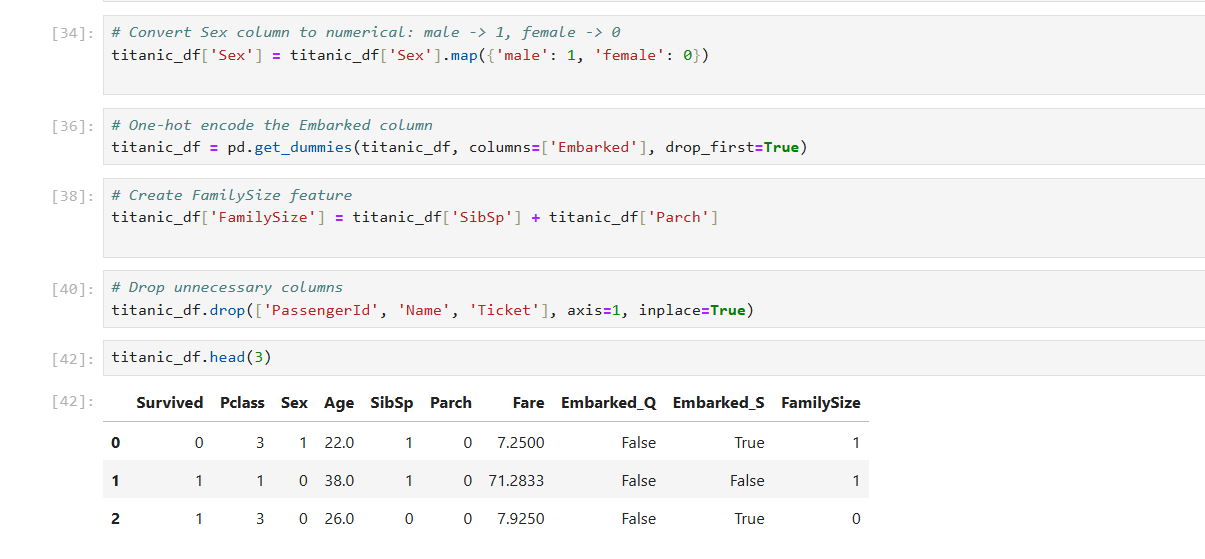 [34]: # Convert Sex column to numerical: male -> 1, female -> 0
titanic_df['Sex'] = titanic_df['Sex'].map({'male': 1, 'female': 0})
[36]: # One-hot encode the Embarked column
titanic_df = pd.get_dummies(titanic_df, columns=['Embarked'], drop_first=True)
[38]: # Create FamilySize feature
titanic_df['FamilySize'] = titanic_df['SibSp'] + titanic_df['Parch']
[40]: # Drop unnecessary columns
titanic_df.drop(['PassengerId', 'Name', 'Ticket'], axis=1, inplace=True)
[42]: titanic_df.head(3)
[42]: Survived Pclass Sex Age SibSp Parch Fare Embarked_Q Embarked_S FamilySize
0 0 3 1 22.0 1 0 7.2500 False True 1
1 1 1 0 38.0 1 0 71.2833 False False 1
2 1 3 0 26.0 0 0 7.9250 False True 0